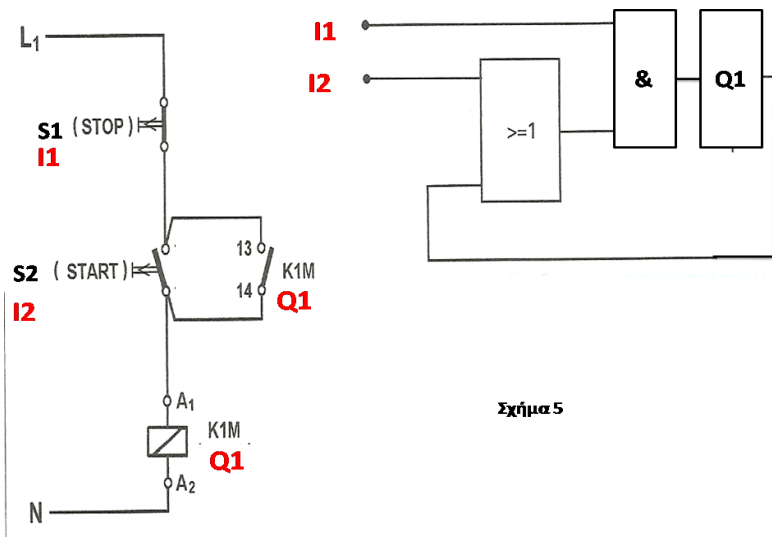 L1
S1 (STOP)
I1
S2 (START)
I2
13
14
K1M
Q1
A1
K1M
Q1
A2
N
I1
I2
>=1
&
Q1
Σχήμα 5